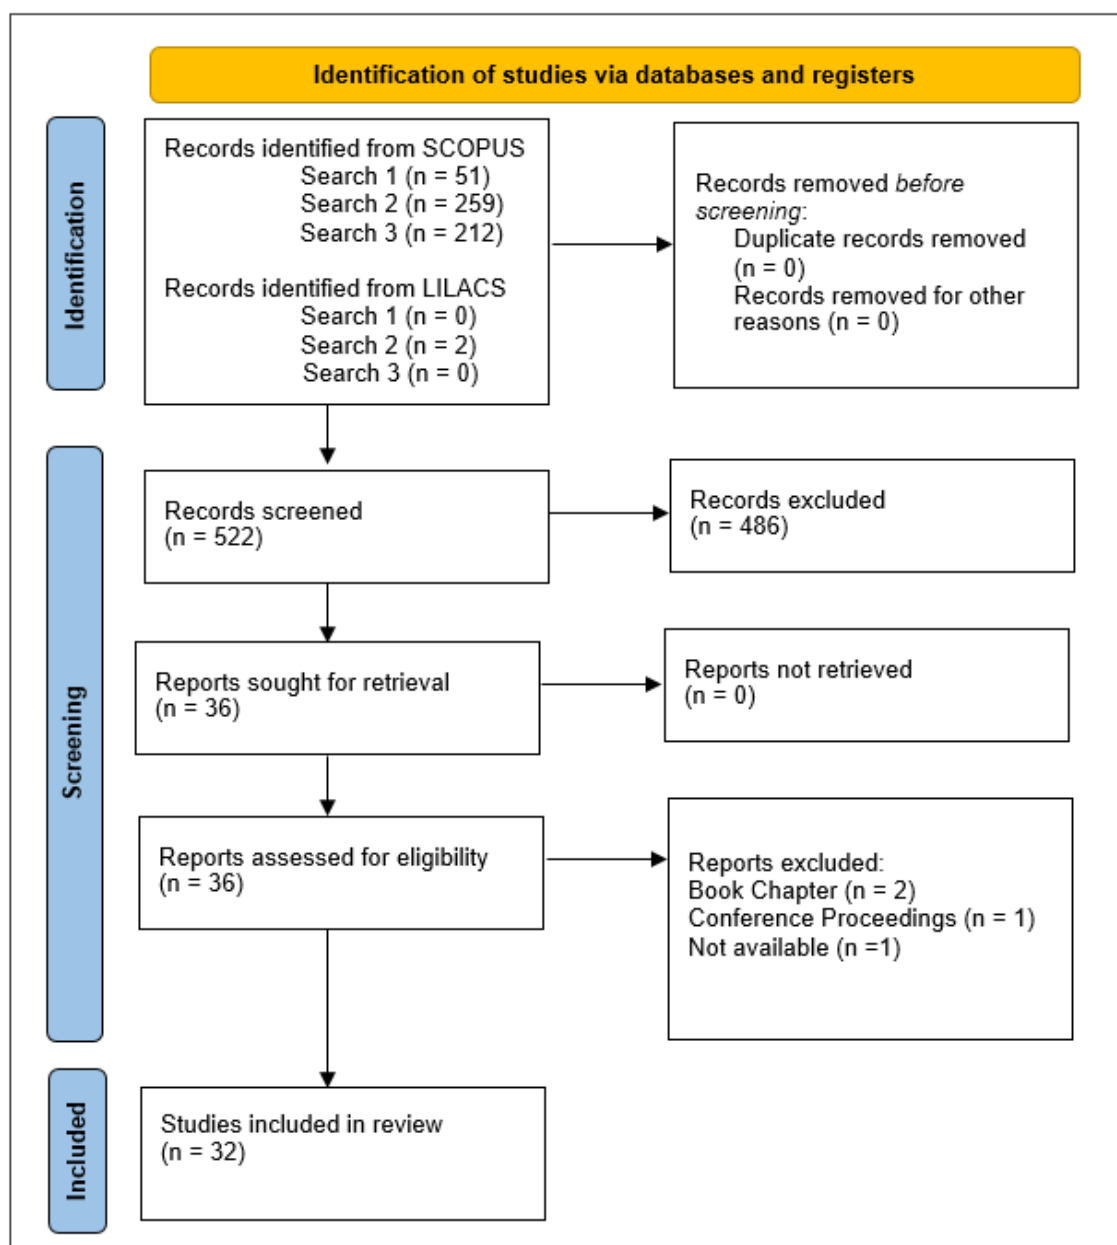 Identification of studies via databases and registers
Identification
Records identified from SCOPUS
Search 1 (n = 51)
Search 2 (n = 259)
Search 3 (n = 212)
Records identified from LILACS
Search 1 (n = 0)
Search 2 (n = 2)
Search 3 (n = 0)
Records removed before
screening:
Duplicate records removed
(n = 0)
Records removed for other
reasons (n = 0)
Screening
Records screened
(n = 522)
Records excluded
(n = 486)
Reports sought for retrieval
(n = 36)
Reports not retrieved
(n = 0)
Reports assessed for eligibility
(n = 36)
Reports excluded:
Book Chapter (n = 2)
Conference Proceedings (n = 1)
Not available (n =1)
Included
Studies included in review
(n = 32)